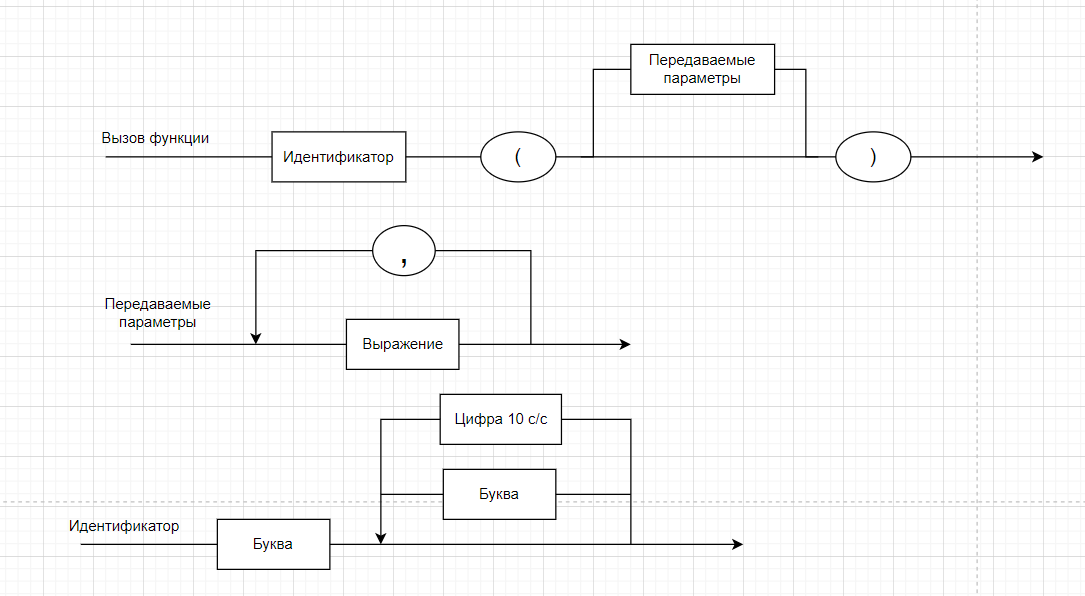 Передаваемые
параметры
Вызов функции
Идентификатор
(
)
,
Передаваемые
параметры
Выражение
Цифра 10 с/с
Буква
Идентификатор
Буква